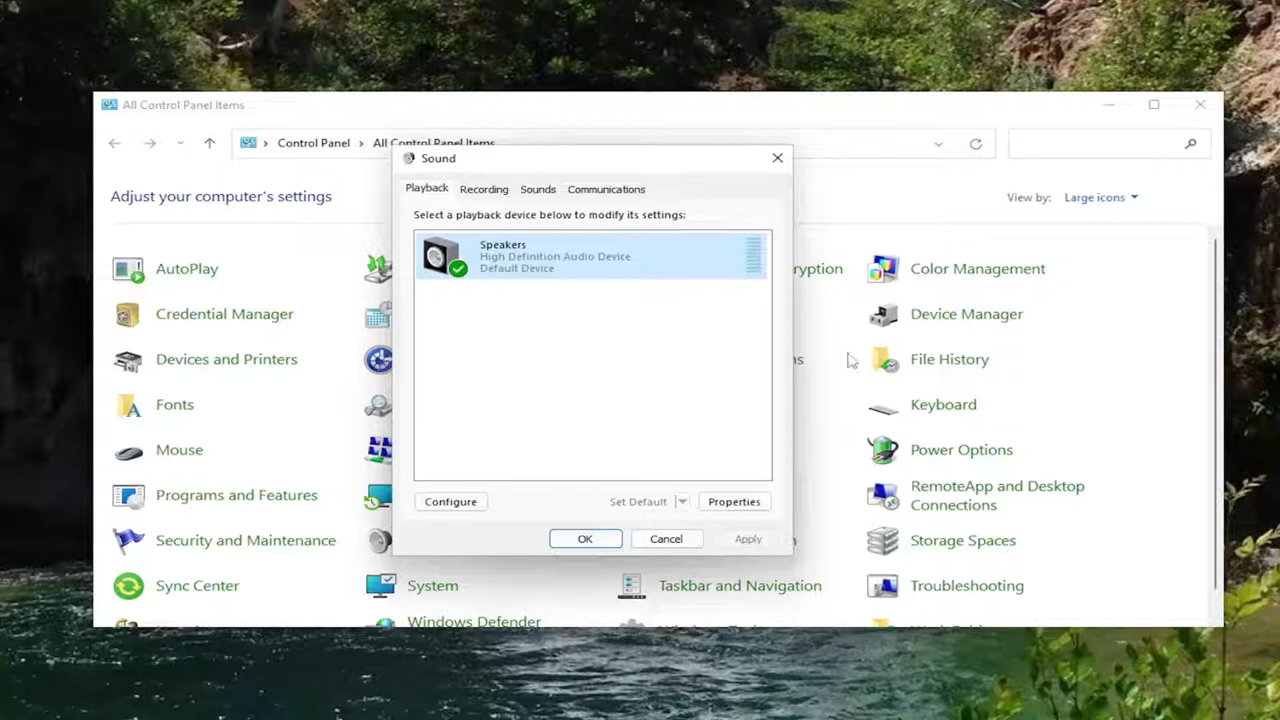 All Control Panel Items
Control Panel > All Control Panel Items
Adjust your computer's settings
View by: Large icons
Sound
Playback
Recording
Sounds
Communications
Select a playback device below to modify its settings:
Speakers
High Definition Audio Device
Default Device
Configure
Set Default
Properties
OK
Cancel
Apply
AutoPlay
ryption
Color Management
Credential Manager
Device Manager
Devices and Printers
File History
Fonts
Keyboard
Mouse
Power Options
Programs and Features
RemoteApp and Desktop
Connections
Security and Maintenance
Storage Spaces
Sync Center
System
Taskbar and Navigation
Troubleshooting
Windows Defender